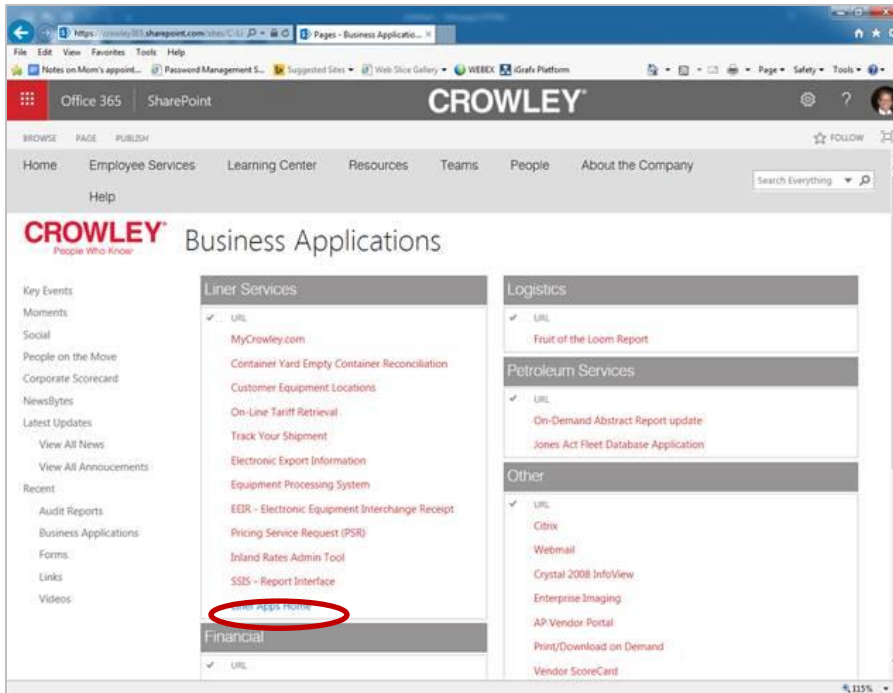 https://crowley365.sharepoint.com/sites/C-Li
Pages - Business Applicatio...
File Edit View Favorites Tools Help
Notes on Mom's appoint... Password Management S... Suggested Sites Web Slice Gallery WEBEX iGrafx Platform Page Safety Tools
Office 365 SharePoint CROWLEY
BROWSE PAGE PUBLISH FOLLOW
Home Employee Services Learning Center Resources Teams People About the Company
Help
Search Everything
CROWLEY
People Who Know
Business Applications
Key Events
Moments
Social
People on the Move
Corporate Scorecard
NewsBytes
Latest Updates
View All News
View All Annoucements
Recent
Audit Reports
Business Applications
Forms
Links
Videos
Liner Services
URL
MyCrowley.com
Container Yard Empty Container Reconciliation
Customer Equipment Locations
On-Line Tariff Retrieval
Track Your Shipment
Electronic Export Information
Equipment Processing System
EEIR - Electronic Equipment Interchange Receipt
Pricing Service Request (PSR)
Inland Rates Admin Tool
SSIS - Report Interface
Liner Apps Home
Financial
URL
Logistics
URL
Fruit of the Loom Report
Petroleum Services
URL
On-Demand Abstract Report update
Jones Act Fleet Database Application
Other
URL
Citrix
Webmail
Crystal 2008 InfoView
Enterprise Imaging
AP Vendor Portal
Print/Download on Demand
Vendor ScoreCard
115%